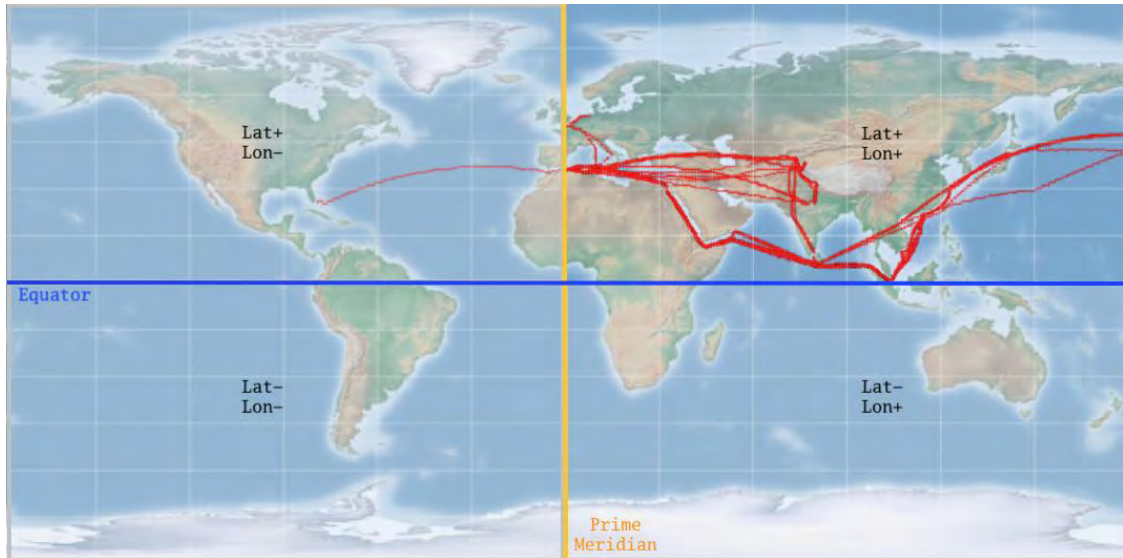 Lat+
Lon-
Lat+
Lon+
Equator
Lat-
Lon-
Lat-
Lon+
Prime
Meridian